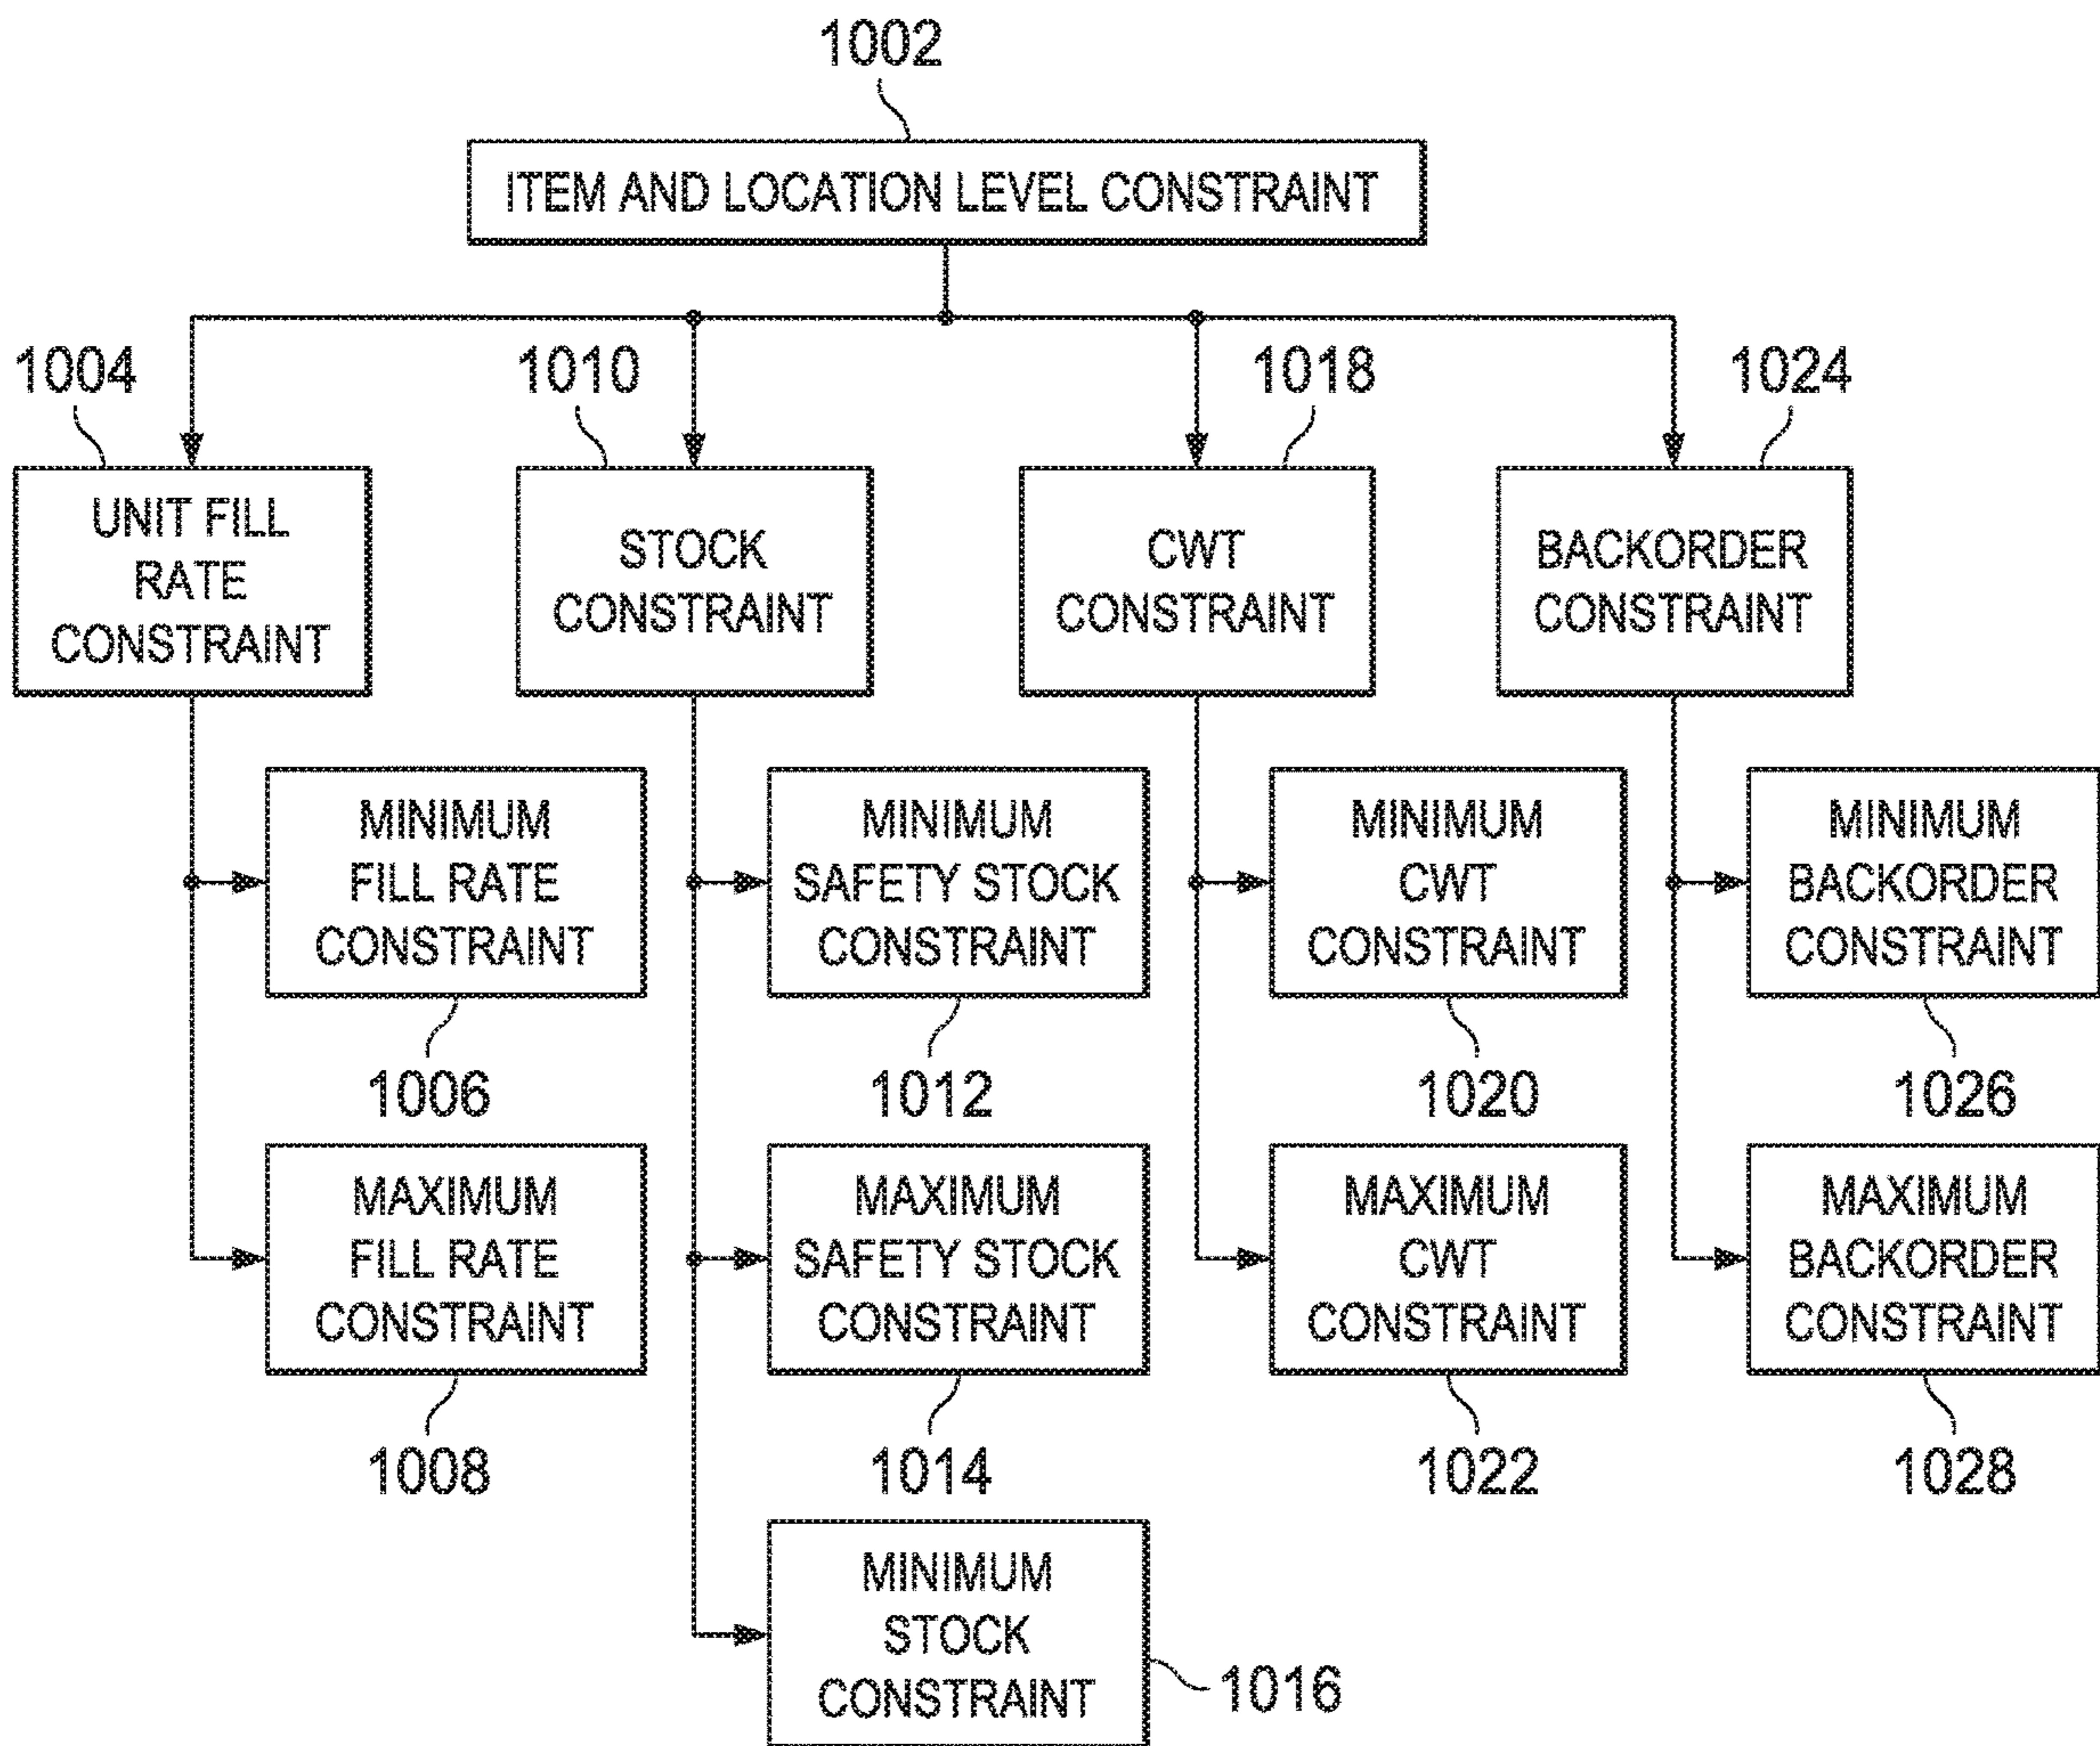 1002
ITEM AND LOCATION LEVEL CONSTRAINT
1004
1010
1018
1024
UNIT FILL
RATE
CONSTRAINT
STOCK
CONSTRAINT
CWT
CONSTRAINT
BACKORDER
CONSTRAINT
MINIMUM
FILL RATE
CONSTRAINT
1006
MINIMUM
SAFETY STOCK
CONSTRAINT
1012
MINIMUM
CWT
CONSTRAINT
1020
MINIMUM
BACKORDER
CONSTRAINT
1026
MAXIMUM
FILL RATE
CONSTRAINT
1008
MAXIMUM
SAFETY STOCK
CONSTRAINT
1014
MAXIMUM
CWT
CONSTRAINT
1022
MAXIMUM
BACKORDER
CONSTRAINT
1028
MINIMUM
STOCK
CONSTRAINT
1016